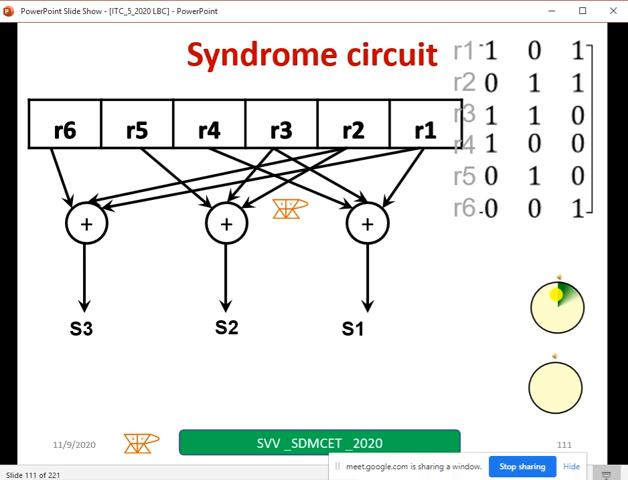 PowerPoint Slide Show - [ITC_5_2020 LBC] - PowerPoint
Syndrome circuit
r6 r5 r4 r3 r2 r1
r1 1 0 1
r2 0 1 1
r3 1 1 0
r4 1 0 0
r5 0 1 0
r6 0 0 1
+ + +
S3 S2 S1
11/9/2020 SVV _SDMCET _2020 111
meet.google.com is sharing a window. Stop sharing Hide
Slide 111 of 221